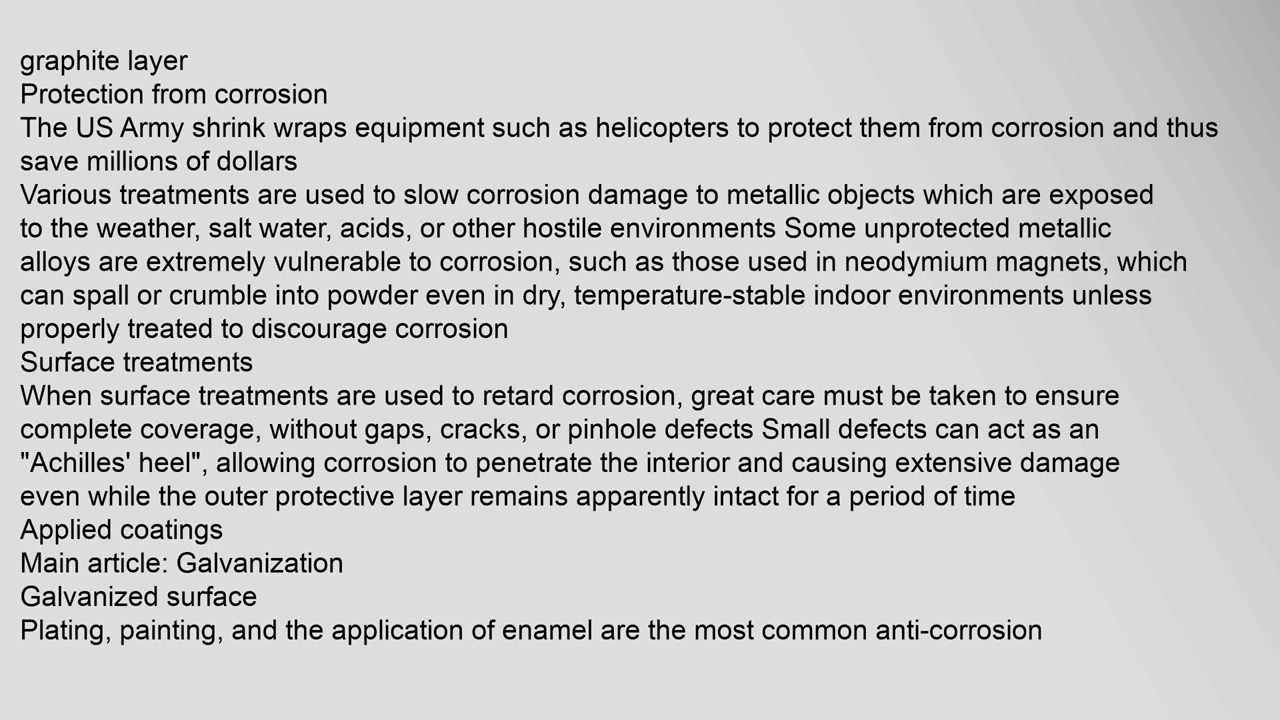 graphite layer
Protection from corrosion
The US Army shrink wraps equipment such as helicopters to protect them from corrosion and thus
save millions of dollars
Various treatments are used to slow corrosion damage to metallic objects which are exposed
to the weather, salt water, acids, or other hostile environments Some unprotected metallic
alloys are extremely vulnerable to corrosion, such as those used in neodymium magnets, which
can spall or crumble into powder even in dry, temperature-stable indoor environments unless
properly treated to discourage corrosion
Surface treatments
When surface treatments are used to retard corrosion, great care must be taken to ensure
complete coverage, without gaps, cracks, or pinhole defects Small defects can act as an
"Achilles' heel", allowing corrosion to penetrate the interior and causing extensive damage
even while the outer protective layer remains apparently intact for a period of time
Applied coatings
Main article: Galvanization
Galvanized surface
Plating, painting, and the application of enamel are the most common anti-corrosion